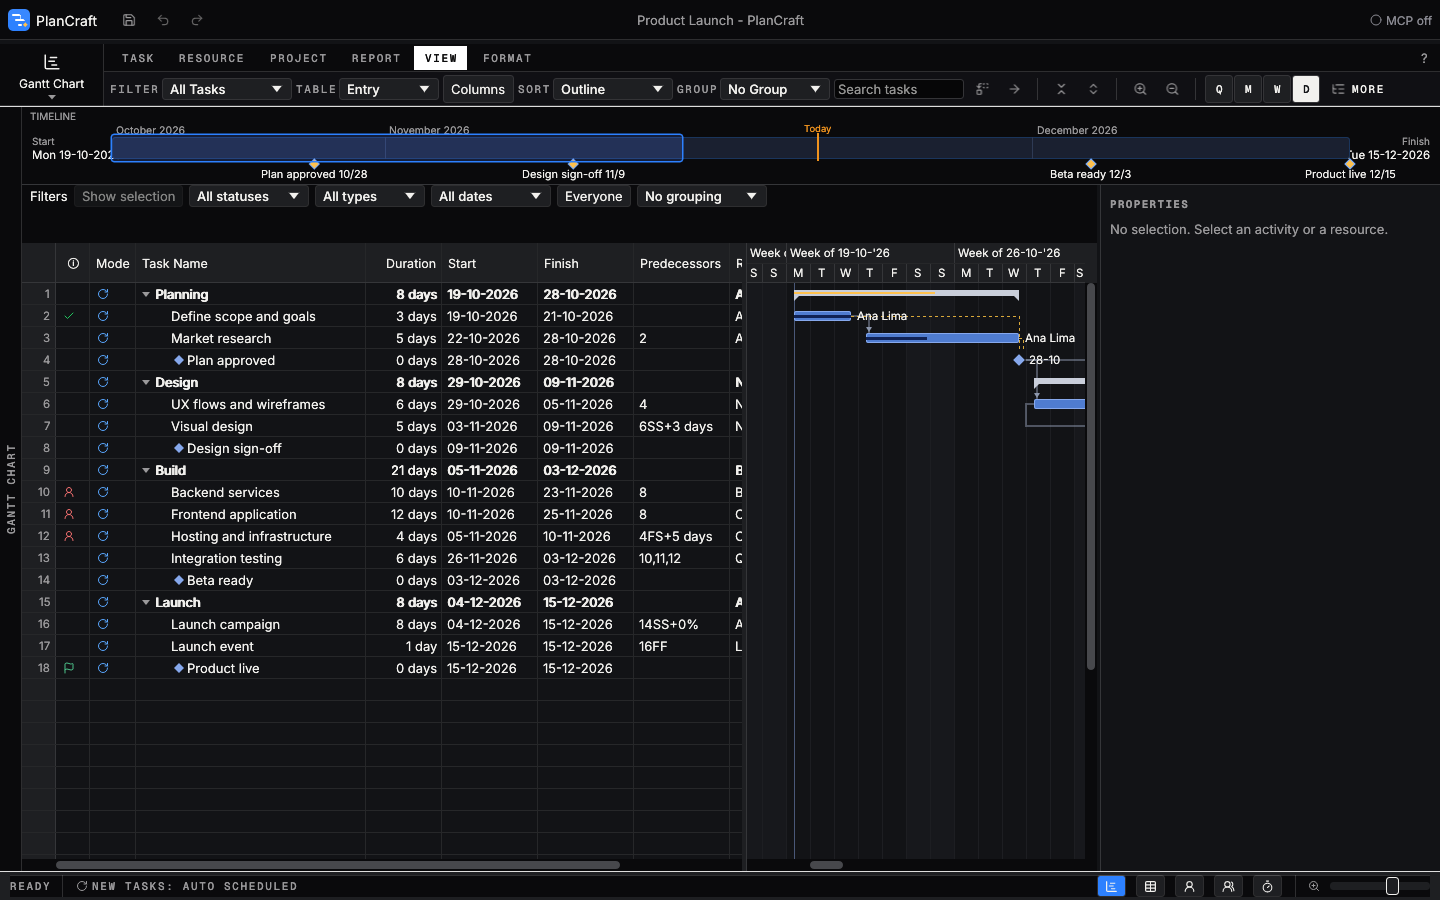 PlanCraft
Product Launch - PlanCraft
MCP off
Gantt Chart
TASK RESOURCE PROJECT REPORT VIEW FORMAT
?
FILTER All Tasks TABLE Entry Columns SORT Outline GROUP No Group Search tasks Q M W D MORE
TIMELINE
October 2026 November 2026 Today December 2026
Start Finish
Mon 19-10-202 Tue 15-12-2026
Plan approved 10/28 Design sign-off 11/9 Beta ready 12/3 Product live 12/15
Filters Show selection All statuses All types All dates Everyone No grouping
PROPERTIES
No selection. Select an activity or a resource.
GANTT CHART
Mode Task Name Duration Start Finish Predecessors R
Week of 19-10-'26 Week of 26-10-'26
S S M T W T F S S M T W T F S
1 Planning 8 days 19-10-2026 28-10-2026 A
2 Define scope and goals 3 days 19-10-2026 21-10-2026 A Ana Lima
3 Market research 5 days 22-10-2026 28-10-2026 2 A Ana Lima
4 Plan approved 0 days 28-10-2026 28-10-2026 28-10
5 Design 8 days 29-10-2026 09-11-2026 N
6 UX flows and wireframes 6 days 29-10-2026 05-11-2026 4 N
7 Visual design 5 days 03-11-2026 09-11-2026 6SS+3 days N
8 Design sign-off 0 days 09-11-2026 09-11-2026
9 Build 21 days 05-11-2026 03-12-2026 B
10 Backend services 10 days 10-11-2026 23-11-2026 8 B
11 Frontend application 12 days 10-11-2026 25-11-2026 8 C
12 Hosting and infrastructure 4 days 05-11-2026 10-11-2026 4FS+5 days C
13 Integration testing 6 days 26-11-2026 03-12-2026 10,11,12 Q
14 Beta ready 0 days 03-12-2026 03-12-2026
15 Launch 8 days 04-12-2026 15-12-2026 A
16 Launch campaign 8 days 04-12-2026 15-12-2026 14SS+0% A
17 Launch event 1 day 15-12-2026 15-12-2026 16FF L
18 Product live 0 days 15-12-2026 15-12-2026
READY NEW TASKS: AUTO SCHEDULED